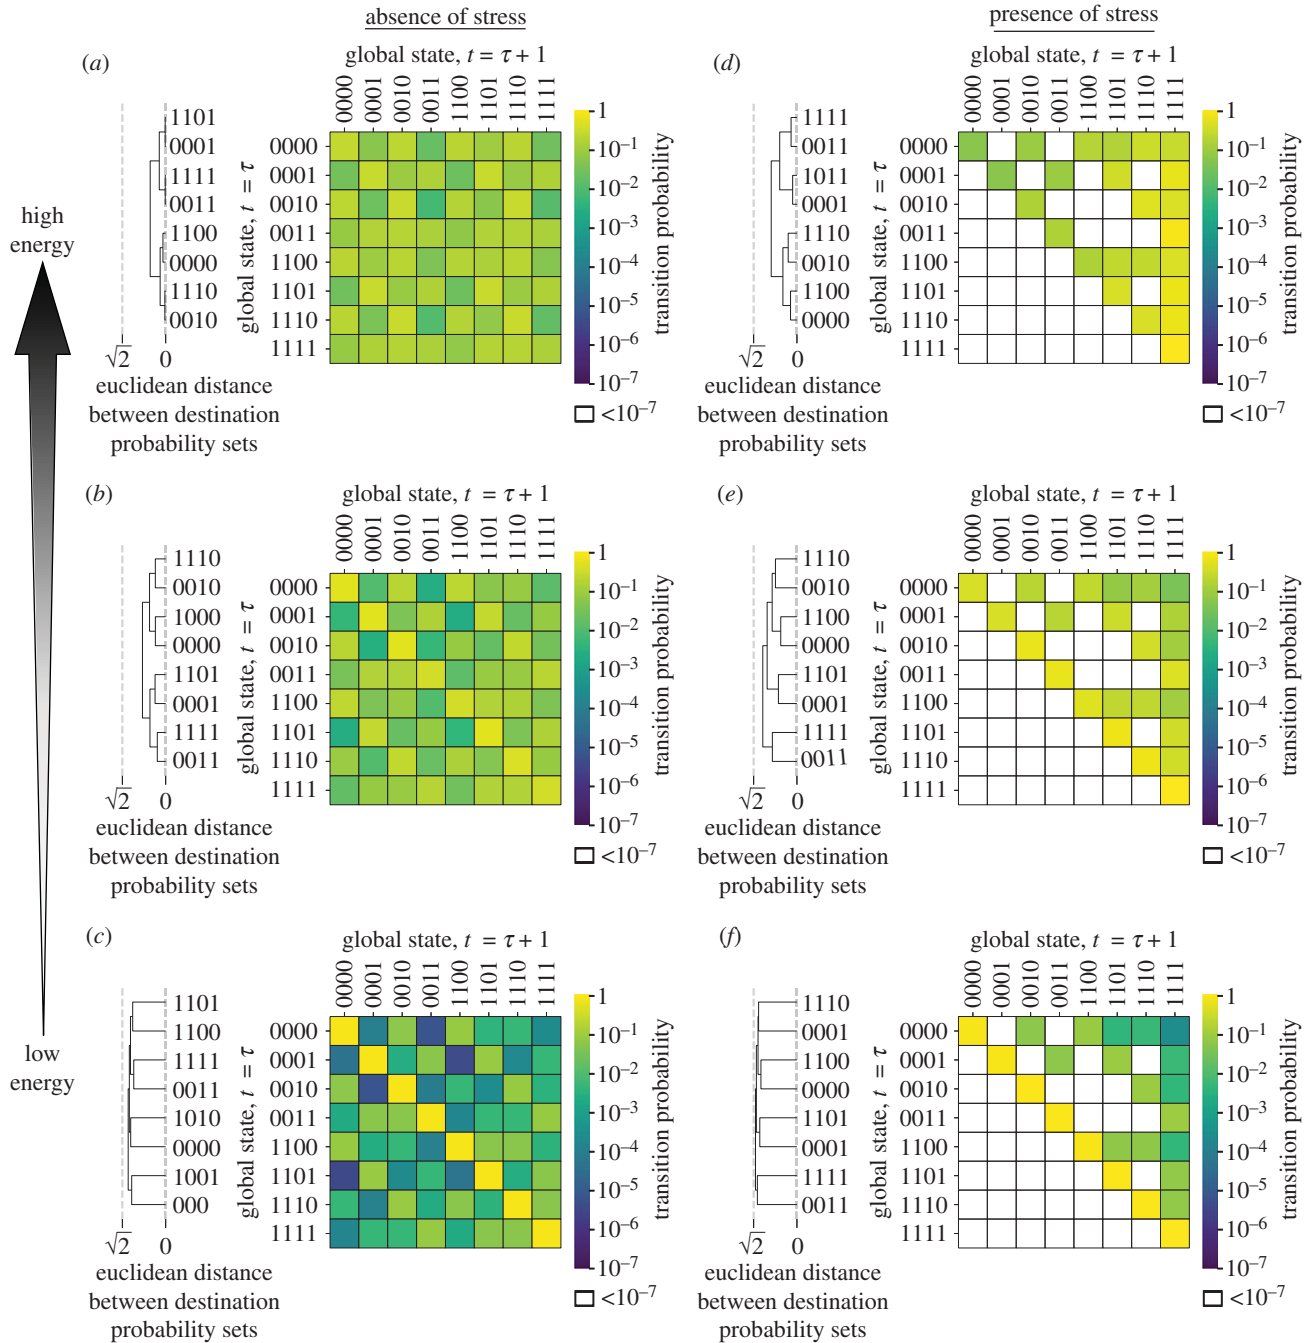 absence of stress
presence of stress
high
energy
low
energy
(a)
global state, t = τ + 1
0000 0001 0010 0011 1100 1101 1110 1111
1101
0001
1111
0011
1100
0000
1110
0010
√2 0
euclidean distance
between destination
probability sets
global state, t = τ
0000
0001
0010
0011
1100
1101
1110
1111
1
10⁻¹
10⁻²
10⁻³
10⁻⁴
10⁻⁵
10⁻⁶
10⁻⁷
<10⁻⁷
transition probability
(d)
global state, t = τ + 1
0000 0001 0010 0011 1100 1101 1110 1111
1111
0011
1011
0001
1110
0010
1100
0000
√2 0
euclidean distance
between destination
probability sets
global state, t = τ
0000
0001
0010
0011
1100
1101
1110
1111
1
10⁻¹
10⁻²
10⁻³
10⁻⁴
10⁻⁵
10⁻⁶
10⁻⁷
<10⁻⁷
transition probability
(b)
global state, t = τ + 1
0000 0001 0010 0011 1100 1101 1110 1111
1110
0010
1000
0000
1101
0001
1111
0011
√2 0
euclidean distance
between destination
probability sets
global state, t = τ
0000
0001
0010
0011
1100
1101
1110
1111
1
10⁻¹
10⁻²
10⁻³
10⁻⁴
10⁻⁵
10⁻⁶
10⁻⁷
<10⁻⁷
transition probability
(e)
global state, t = τ + 1
0000 0001 0010 0011 1100 1101 1110 1111
1110
0010
1100
0000
1101
0001
1111
0011
√2 0
euclidean distance
between destination
probability sets
global state, t = τ
0000
0001
0010
0011
1100
1101
1110
1111
1
10⁻¹
10⁻²
10⁻³
10⁻⁴
10⁻⁵
10⁻⁶
10⁻⁷
<10⁻⁷
transition probability
(c)
global state, t = τ + 1
0000 0001 0010 0011 1100 1101 1110 1111
1101
1100
1111
0011
1010
0000
1001
000
√2 0
euclidean distance
between destination
probability sets
global state, t = τ
0000
0001
0010
0011
1100
1101
1110
1111
1
10⁻¹
10⁻²
10⁻³
10⁻⁴
10⁻⁵
10⁻⁶
10⁻⁷
<10⁻⁷
transition probability
(f)
global state, t = τ + 1
0000 0001 0010 0011 1100 1101 1110 1111
1110
0001
1100
0000
1101
0001
1111
0011
√2 0
euclidean distance
between destination
probability sets
global state, t = τ
0000
0001
0010
0011
1100
1101
1110
1111
1
10⁻¹
10⁻²
10⁻³
10⁻⁴
10⁻⁵
10⁻⁶
10⁻⁷
<10⁻⁷
transition probability